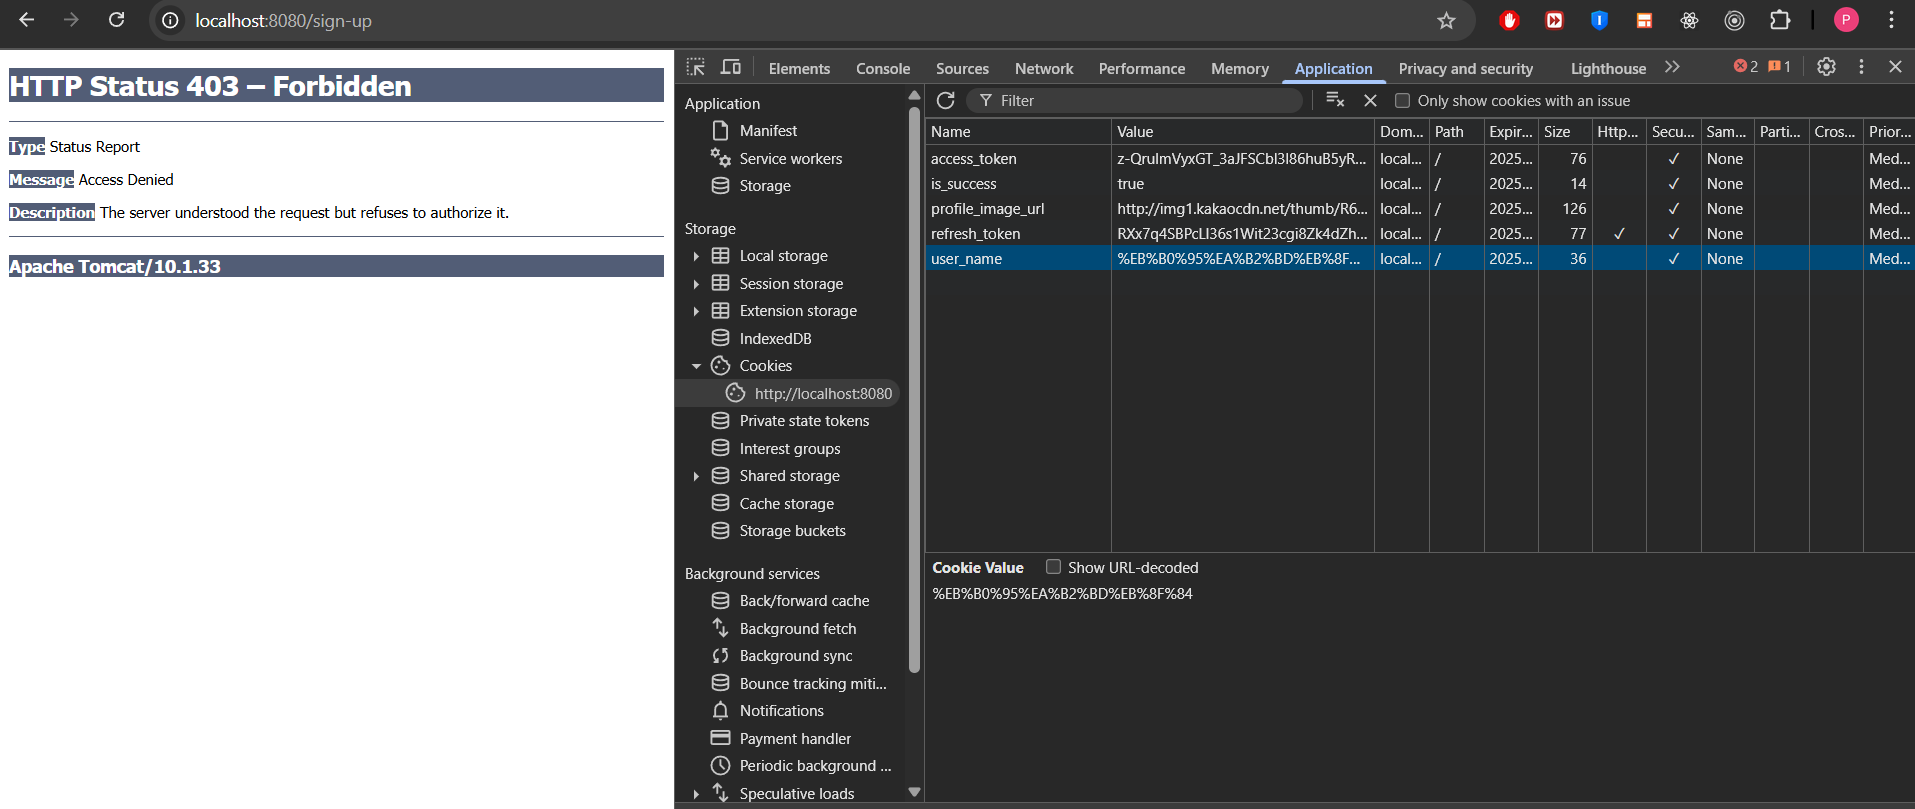 localhost:8080/sign-up
P
HTTP Status 403 – Forbidden
Type Status Report
Message Access Denied
Description The server understood the request but refuses to authorize it.
Apache Tomcat/10.1.33
Elements Console Sources Network Performance Memory Application Privacy and security Lighthouse 2 1
Application
Manifest
Service workers
Storage
Storage
Local storage
Session storage
Extension storage
IndexedDB
Cookies
http://localhost:8080
Private state tokens
Interest groups
Shared storage
Cache storage
Storage buckets
Background services
Back/forward cache
Background fetch
Background sync
Bounce tracking miti...
Notifications
Payment handler
Periodic background ...
Speculative loads
Filter Only show cookies with an issue
Name Value Dom... Path Expir... Size Http... Secu... Sam... Parti... Cros... Prior...
access_token z-QruImVyxGT_3aJFSCbI3I86huB5yR... local... / 2025... 76 ✓ None Med...
is_success true local... / 2025... 14 ✓ None Med...
profile_image_url http://img1.kakaocdn.net/thumb/R6... local... / 2025... 126 ✓ None Med...
refresh_token RXx7q4SBPcLI36s1Wit23cgi8Zk4dZh... local... / 2025... 77 ✓ ✓ None Med...
user_name %EB%B0%95%EA%B2%BD%EB%8F... local... / 2025... 36 ✓ None Med...
Cookie Value Show URL-decoded
%EB%B0%95%EA%B2%BD%EB%8F%84